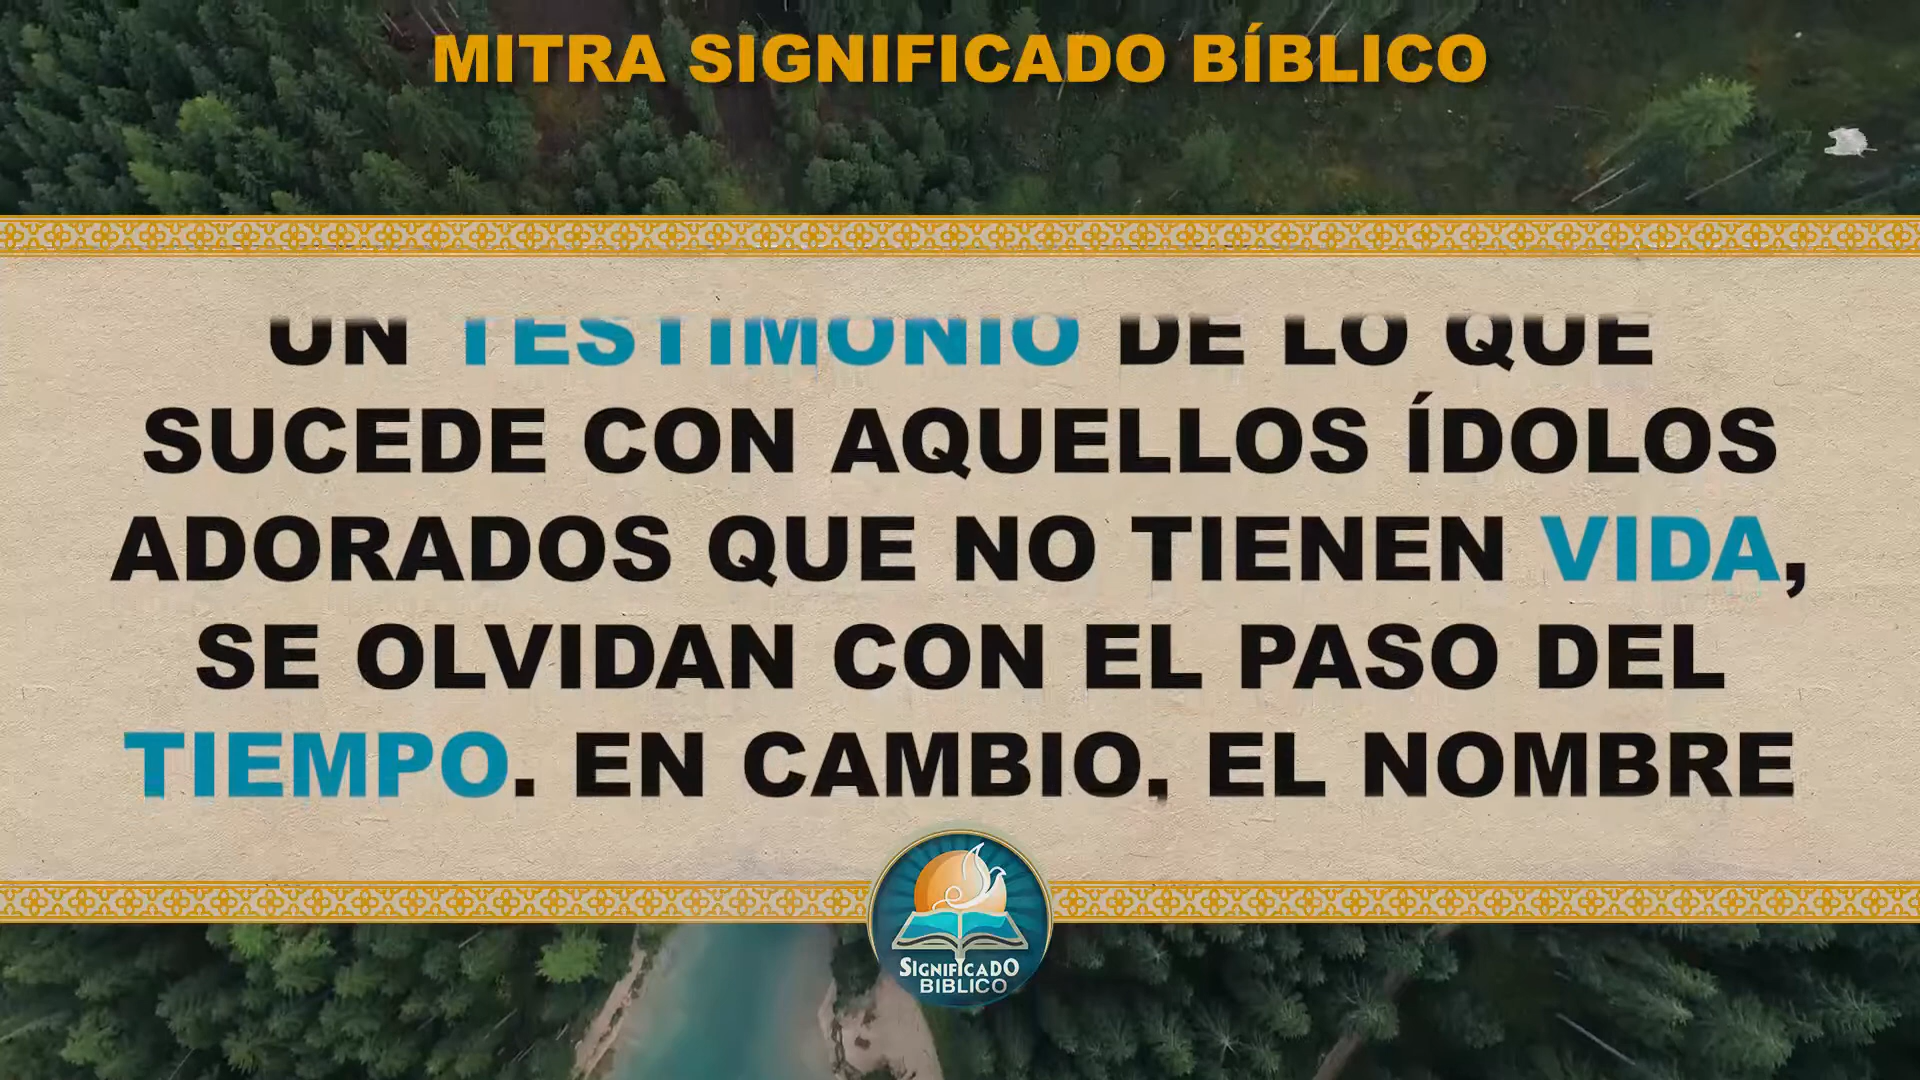 MITRA SIGNIFICADO BÍBLICO
UN TESTIMONIO DE LO QUE
SUCEDE CON AQUELLOS ÍDOLOS
ADORADOS QUE NO TIENEN VIDA,
SE OLVIDAN CON EL PASO DEL
TIEMPO. EN CAMBIO, EL NOMBRE
SIGNIFICADO
BIBLICO